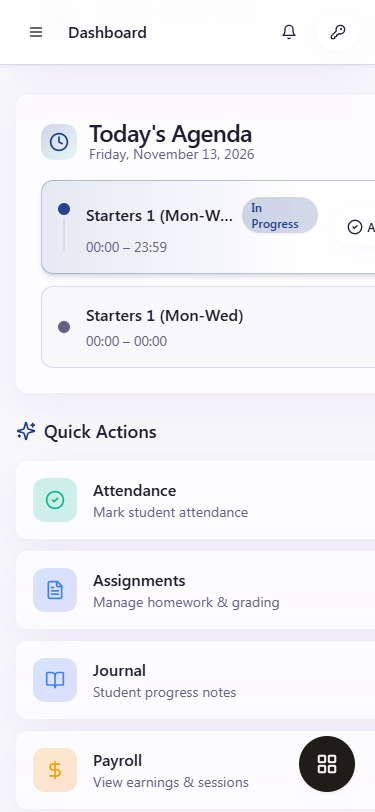 Dashboard
Today's Agenda
Friday, November 13, 2026
Starters 1 (Mon-W...
In
Progress
A
00:00 – 23:59
Starters 1 (Mon-Wed)
00:00 – 00:00
Quick Actions
Attendance
Mark student attendance
Assignments
Manage homework & grading
Journal
Student progress notes
Payroll
View earnings & sessions